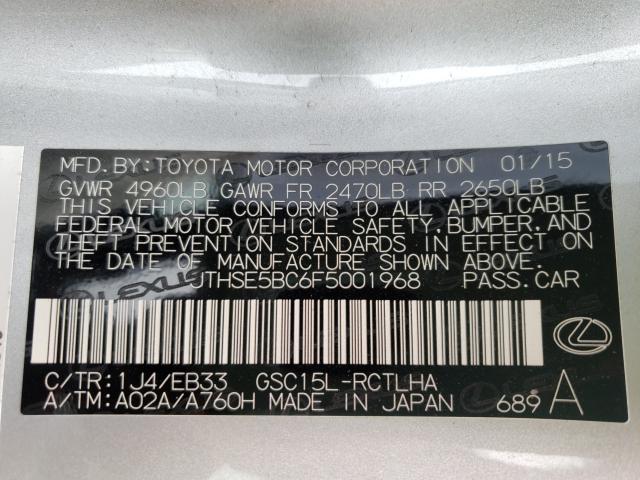 MFD.BY:TOYOTA MOTOR CORPORATION 01/15
GVWR 4960LB GAWR FR 2470LB RR 2650LB
THIS VEHICLE CONFORMS TO ALL APPLICABLE
FEDERAL MOTOR VEHICLE SAFETY,BUMPER,AND
THEFT PREVENTION STANDARDS IN EFFECT ON
THE DATE OF MANUFACTURE SHOWN ABOVE.
JTHSE5BC6F5001968 PASS.CAR
C/TR:1J4/EB33 GSC15L-RCTLHA
A/TM:A02A/A760H MADE IN JAPAN 689 A